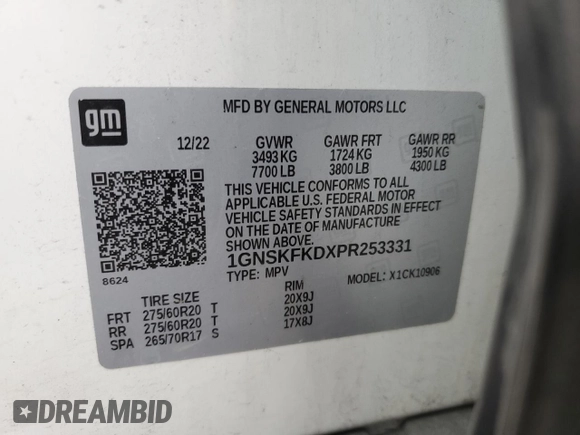 gm
MFD BY GENERAL MOTORS LLC
12/22 GVWR GAWR FRT GAWR RR
3493 KG 1724 KG 1950 KG
7700 LB 3800 LB 4300 LB
THIS VEHICLE CONFORMS TO ALL
APPLICABLE U.S. FEDERAL MOTOR
VEHICLE SAFETY STANDARDS IN EFFECT
ON THE DATE OF MANUFACTURE
SHOWN ABOVE.
1GNSKFKDXPR253331
8624
TYPE: MPV MODEL: X1CK10906
TIRE SIZE RIM
FRT 275/60R20 T 20X9J
RR 275/60R20 T 20X9J
SPA 265/70R17 S 17X8J
DREAMBID